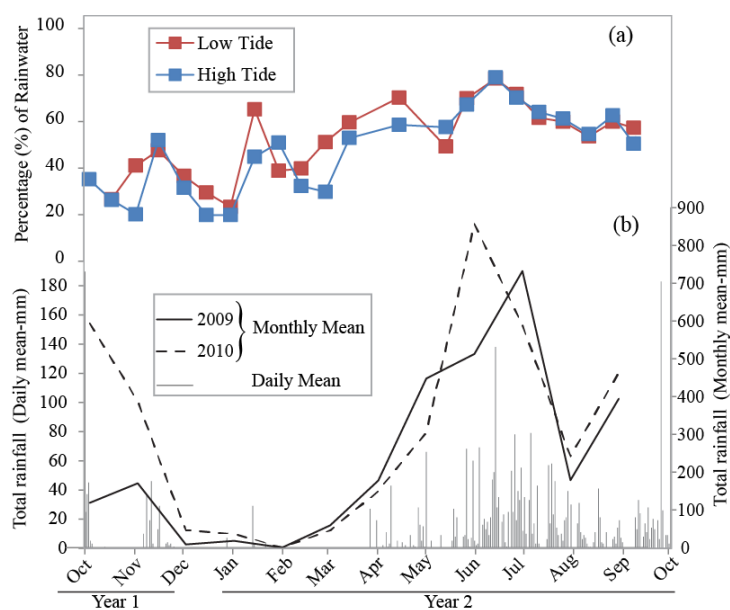 (a)
Low Tide
High Tide
Percentage (%) of Rainwater
100
80
60
40
20
0
(b)
2009
2010
Monthly Mean
Daily Mean
Total rainfall (Daily mean-mm)
180
160
140
120
100
80
60
40
20
0
Total rainfall (Monthly mean-mm)
900
800
700
600
500
400
300
200
100
0
Oct Nov Dec Jan Feb Mar Apr May Jun Jul Aug Sep Oct
Year 1 Year 2